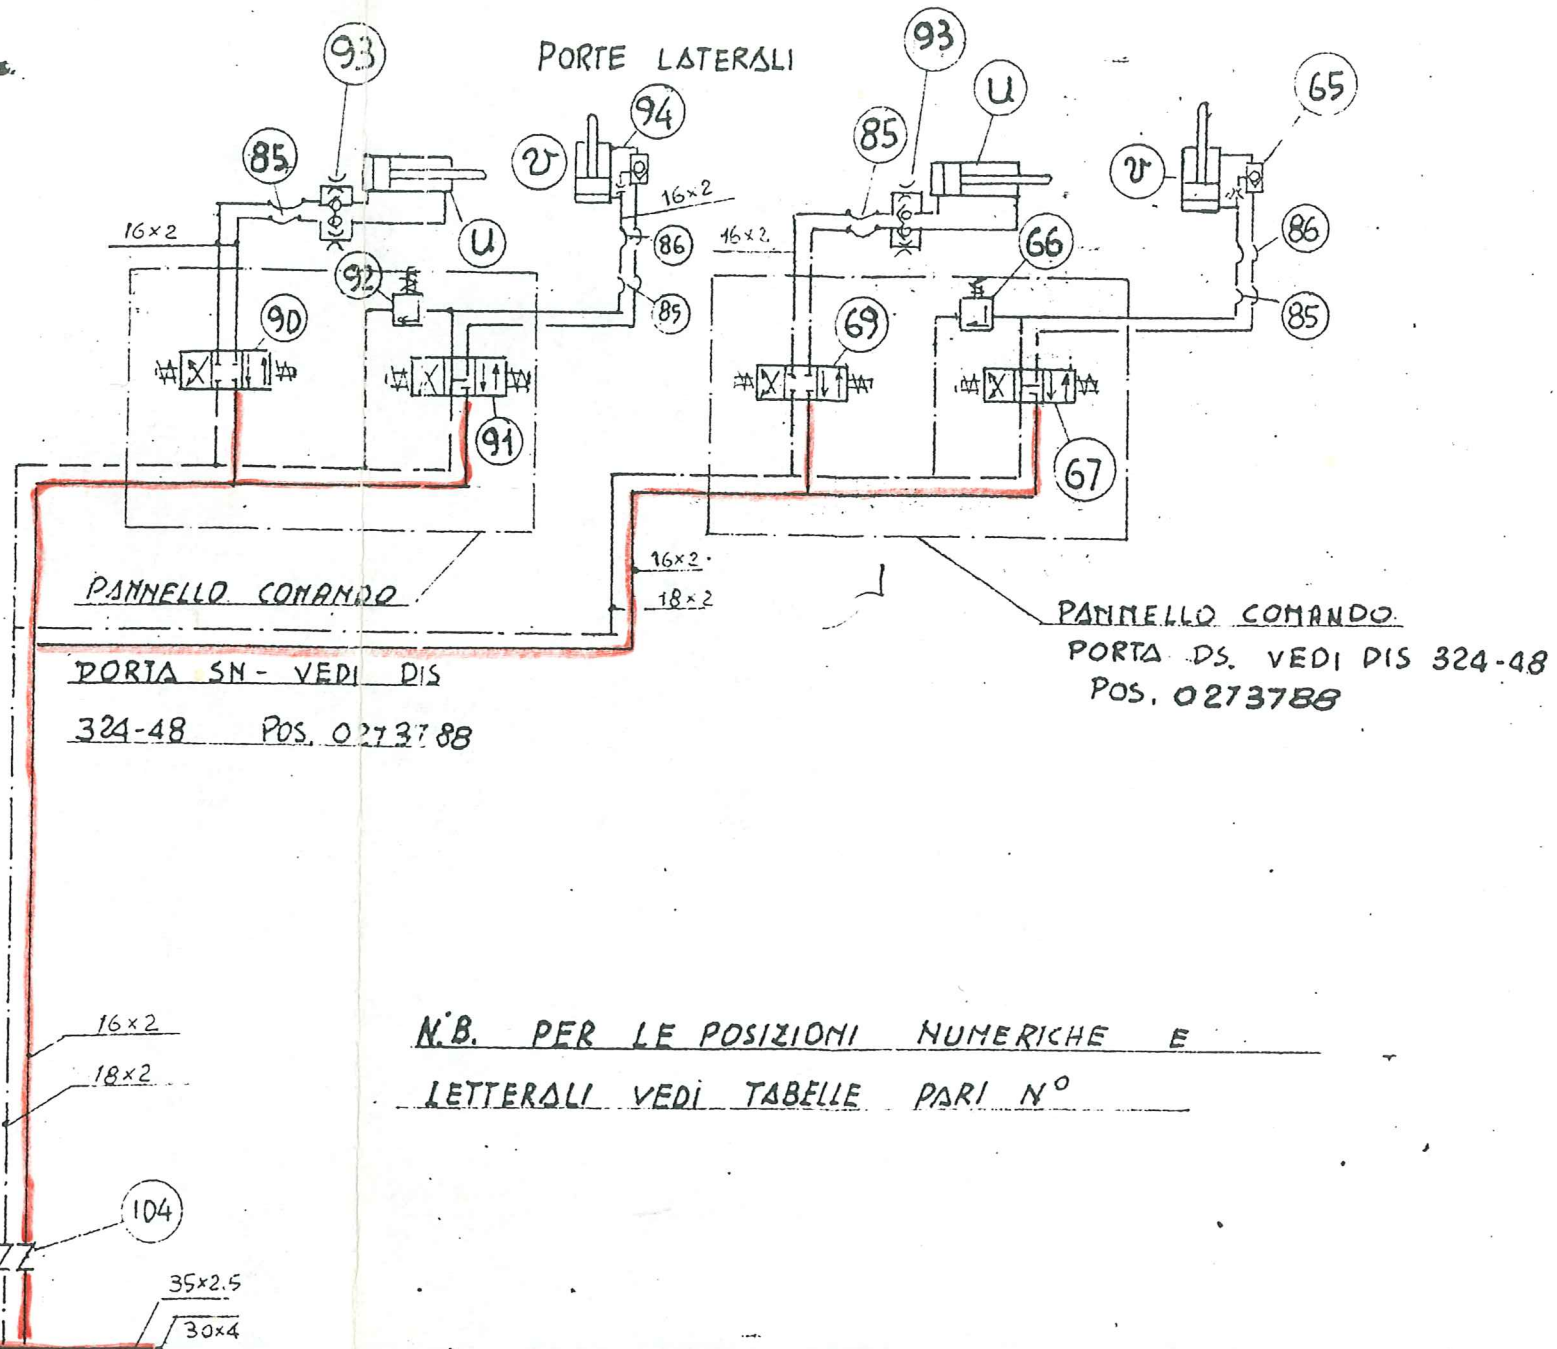 PORTE LATERALI
93
93
U
65
94
85
85
v
v
16×2
16×2
U
86
66
86
16×2
92
85
85
90
69
91
67
16×2
18×2
PANNELLO COMANDO
PORTA SN - VEDI DIS
324-48 POS. 0273788
PANNELLO COMANDO
PORTA DS. VEDI DIS 324-48
POS. 0273788
16×2
18×2
N.B. PER LE POSIZIONI NUMERICHE E
LETTERALI VEDI TABELLE PARI N°
104
35×2.5
30×4